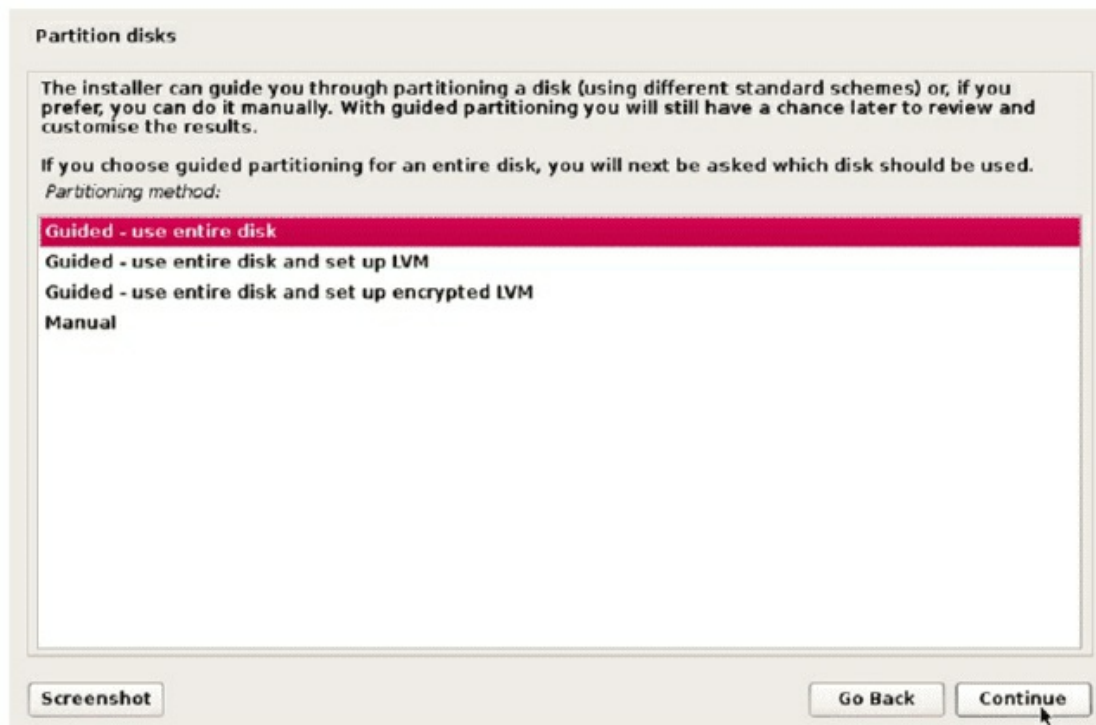 Partition disks
The installer can guide you through partitioning a disk (using different standard schemes) or, if you
prefer, you can do it manually. With guided partitioning you will still have a chance later to review and
customise the results.
If you choose guided partitioning for an entire disk, you will next be asked which disk should be used.
Partitioning method:
Guided - use entire disk
Guided - use entire disk and set up LVM
Guided - use entire disk and set up encrypted LVM
Manual
Screenshot
Go Back
Continue